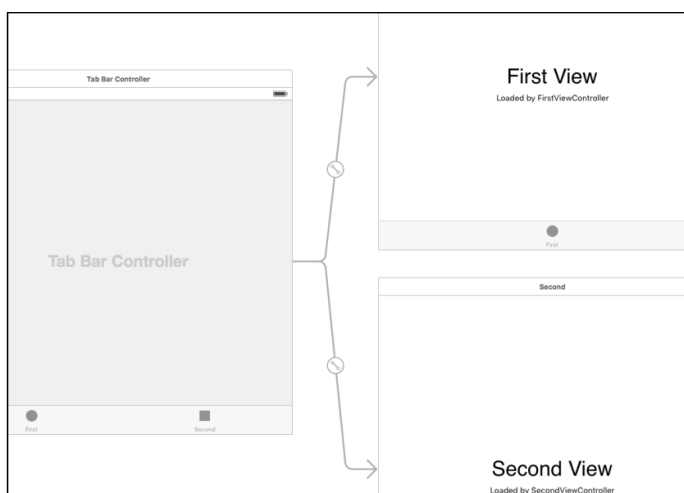 Tab Bar Controller
Tab Bar Controller
First
Second
First View
Loaded by FirstViewController
First
Second
Second View
Loaded by SecondViewController